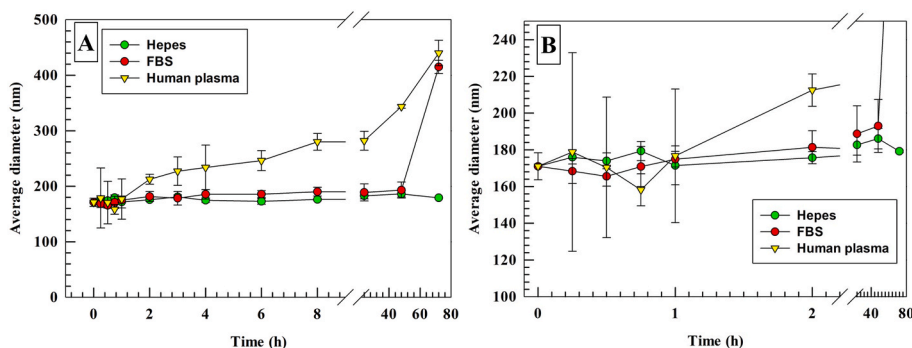 A
Hepes
FBS
Human plasma
Average diameter (nm)
500
400
300
200
100
0
0
2
4
6
8
40
60
80
Time (h)
B
Average diameter (nm)
240
220
200
180
160
140
120
100
Hepes
FBS
Human plasma
0
1
2
40
80
Time (h)